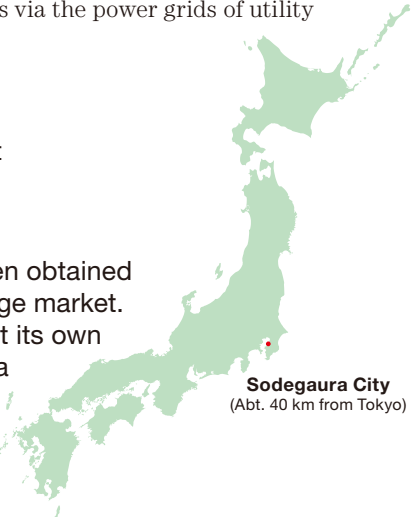 s via the power grids of utility
en obtained
ge market.
t its own
a
Sodegaura City
(Abt. 40 km from Tokyo)